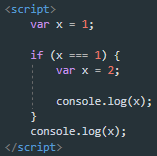 <script>
    var x = 1;

    if (x === 1) {
        var x = 2;

        console.log(x);
    }
    console.log(x);
</script>